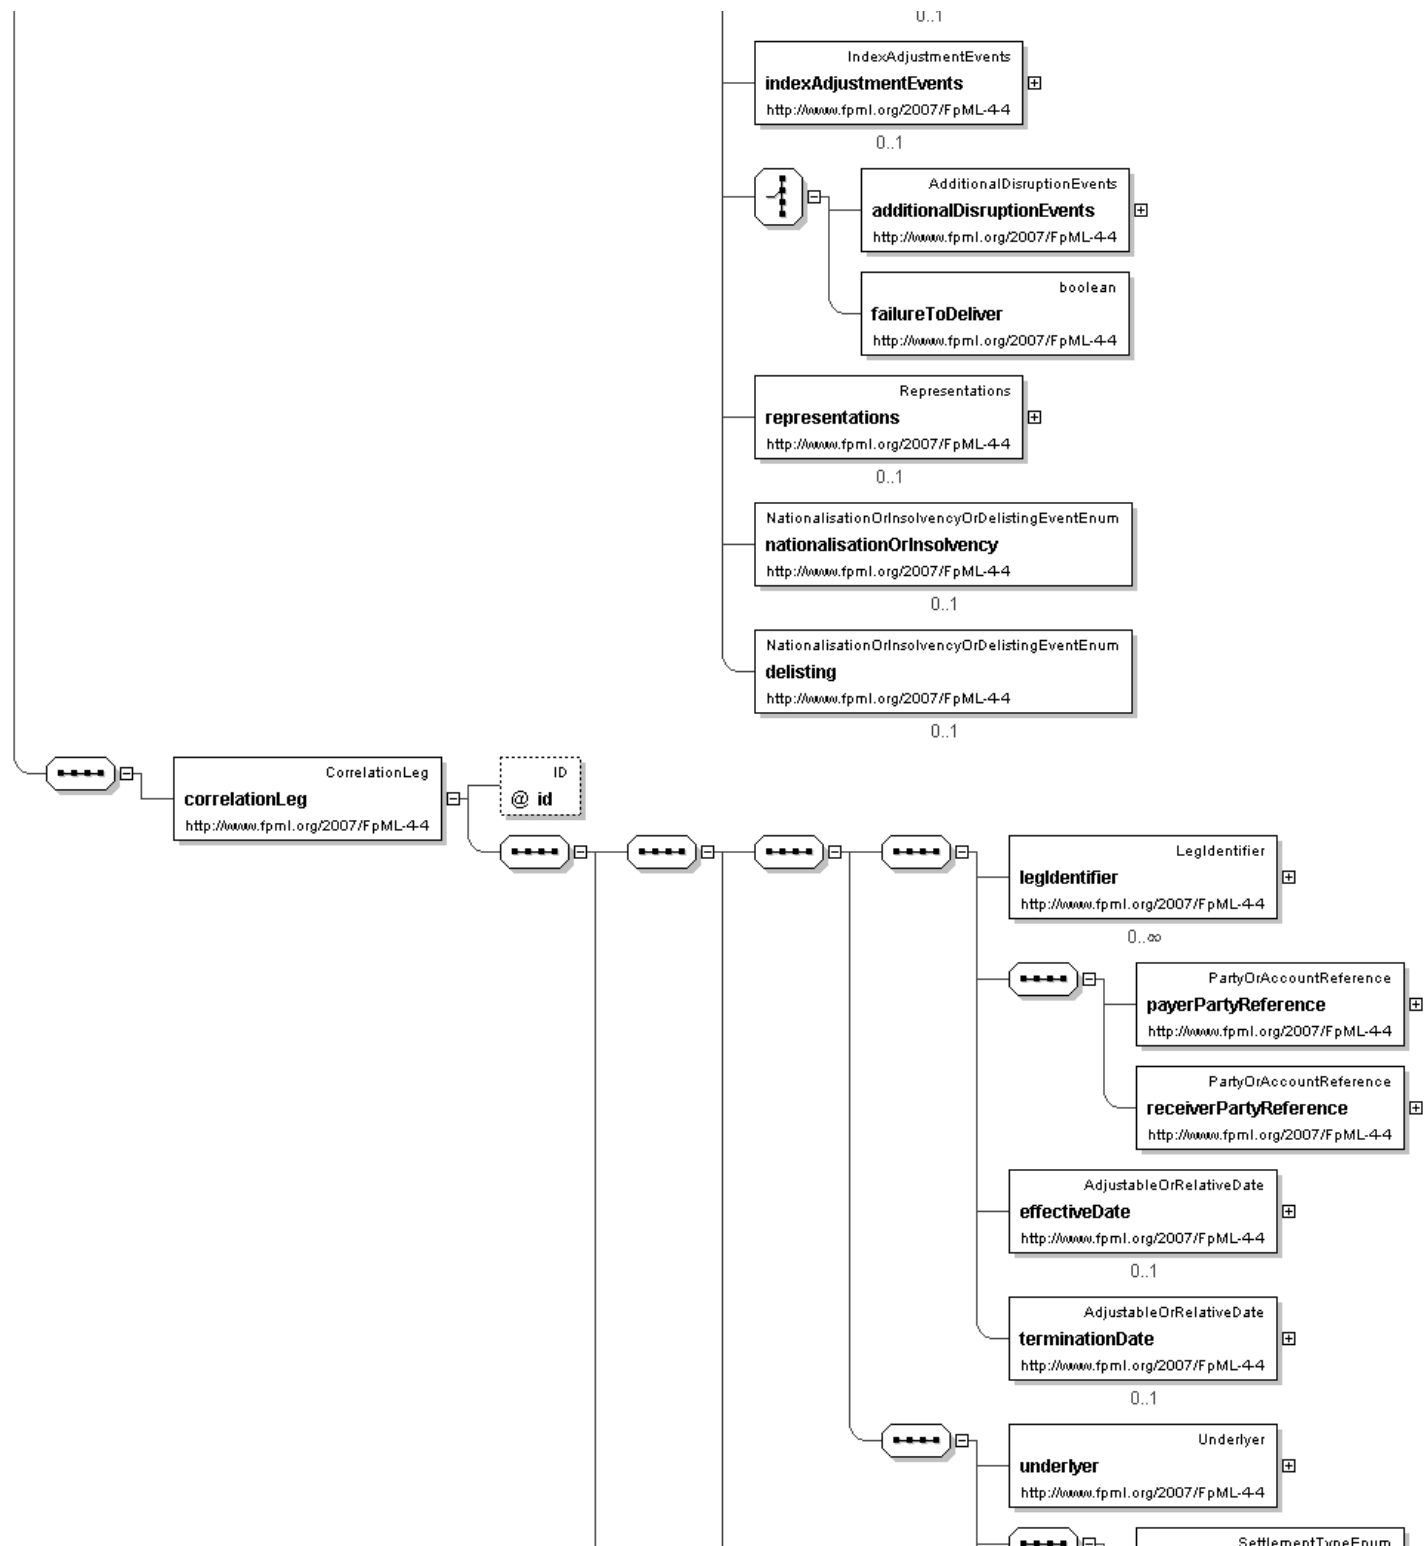 0..1
IndexAdjustmentEvents
indexAdjustmentEvents
http://www.fpml.org/2007/FpML-4-4
0..1
AdditionalDisruptionEvents
additionalDisruptionEvents
http://www.fpml.org/2007/FpML-4-4
boolean
failureToDeliver
http://www.fpml.org/2007/FpML-4-4
Representations
representations
http://www.fpml.org/2007/FpML-4-4
0..1
NationalisationOrInsolvencyOrDelistingEventEnum
nationalisationOrInsolvency
http://www.fpml.org/2007/FpML-4-4
0..1
NationalisationOrInsolvencyOrDelistingEventEnum
delisting
http://www.fpml.org/2007/FpML-4-4
0..1
CorrelationLeg
correlationLeg
http://www.fpml.org/2007/FpML-4-4
ID
@ id
LegIdentifier
legIdentifier
http://www.fpml.org/2007/FpML-4-4
0..∞
PartyOrAccountReference
payerPartyReference
http://www.fpml.org/2007/FpML-4-4
PartyOrAccountReference
receiverPartyReference
http://www.fpml.org/2007/FpML-4-4
AdjustableOrRelativeDate
effectiveDate
http://www.fpml.org/2007/FpML-4-4
0..1
AdjustableOrRelativeDate
terminationDate
http://www.fpml.org/2007/FpML-4-4
0..1
Underlyer
underlyer
http://www.fpml.org/2007/FpML-4-4
SettlementTypeEnum